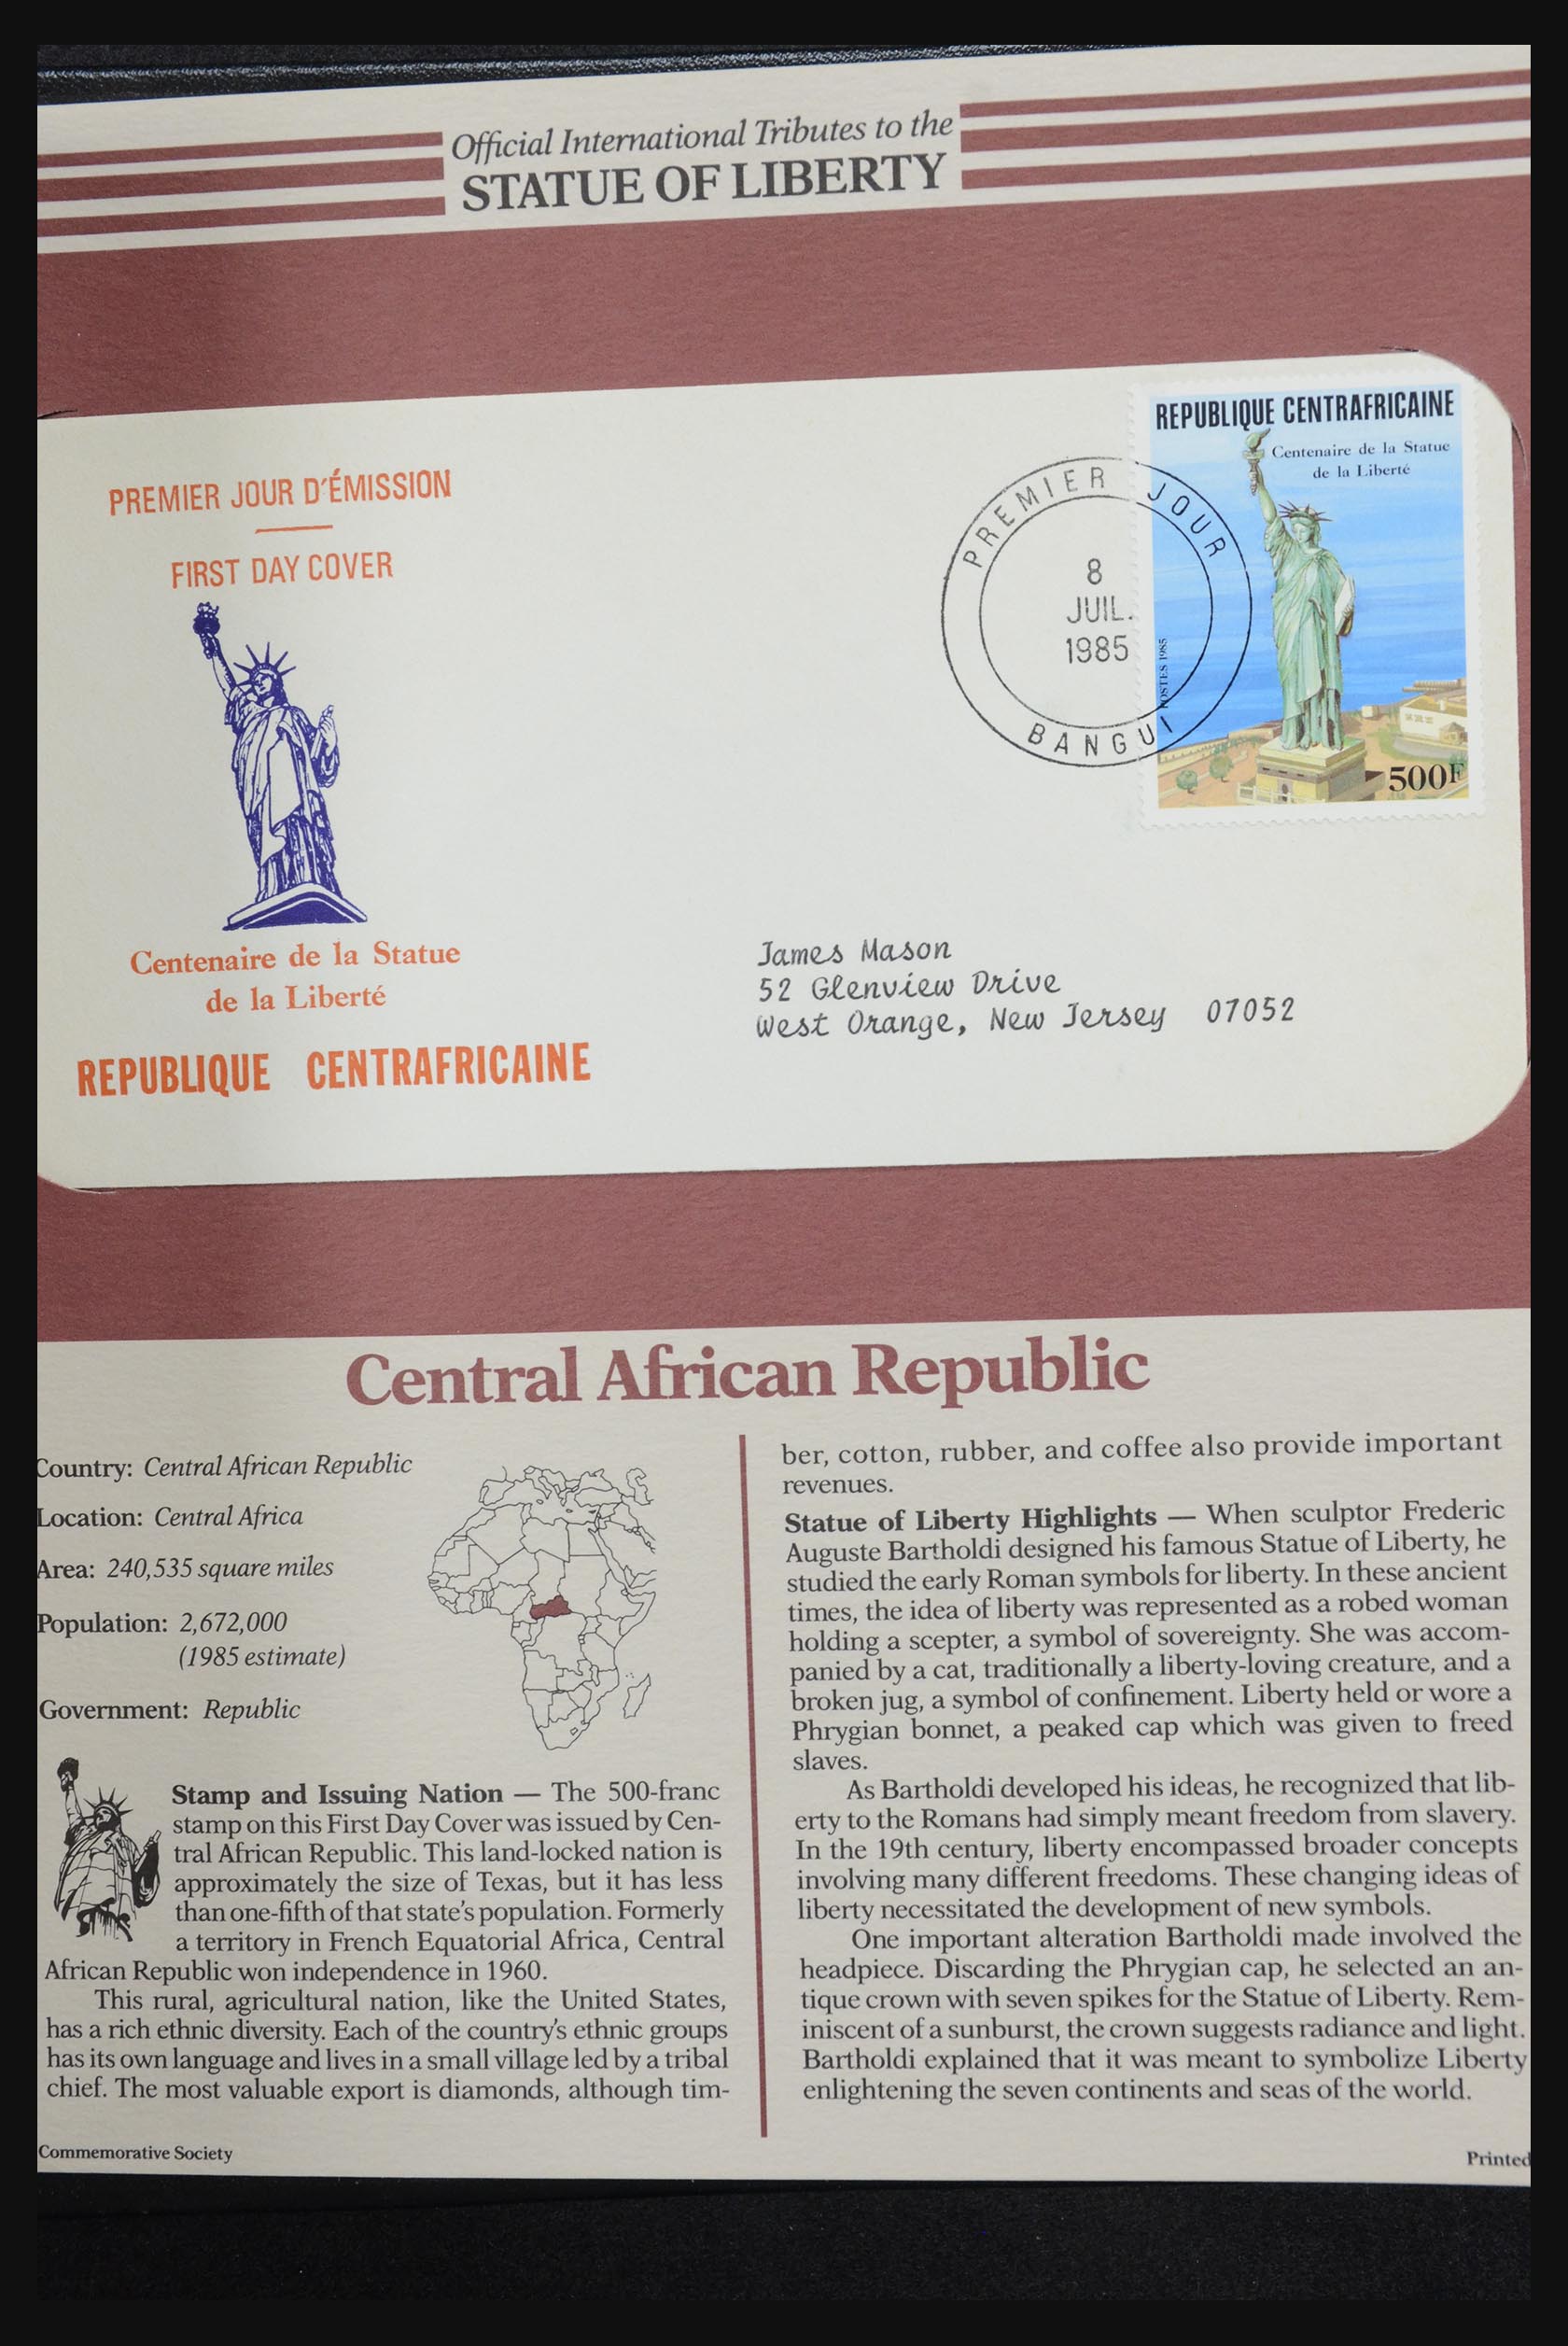 Official International Tributes to the
STATUE OF LIBERTY
PREMIER JOUR D'ÉMISSION
FIRST DAY COVER
Centenaire de la Statue
de la Liberté
REPUBLIQUE CENTRAFRICAINE
PREMIER JOUR
8
JUIL.
1985
BANGUI
REPUBLIQUE CENTRAFRICAINE
Centenaire de la Statue
de la Liberté
POSTES 1985
500F
James Mason
52 Glenview Drive
West Orange, New Jersey 07052
Central African Republic
Country: Central African Republic
Location: Central Africa
Area: 240,535 square miles
Population: 2,672,000
(1985 estimate)
Government: Republic
Stamp and Issuing Nation — The 500-franc
stamp on this First Day Cover was issued by Cen-
tral African Republic. This land-locked nation is
approximately the size of Texas, but it has less
than one-fifth of that state's population. Formerly
a territory in French Equatorial Africa, Central
African Republic won independence in 1960.
This rural, agricultural nation, like the United States,
has a rich ethnic diversity. Each of the country's ethnic groups
has its own language and lives in a small village led by a tribal
chief. The most valuable export is diamonds, although tim-
ber, cotton, rubber, and coffee also provide important
revenues.
Statue of Liberty Highlights — When sculptor Frederic
Auguste Bartholdi designed his famous Statue of Liberty, he
studied the early Roman symbols for liberty. In these ancient
times, the idea of liberty was represented as a robed woman
holding a scepter, a symbol of sovereignty. She was accom-
panied by a cat, traditionally a liberty-loving creature, and a
broken jug, a symbol of confinement. Liberty held or wore a
Phrygian bonnet, a peaked cap which was given to freed
slaves.
As Bartholdi developed his ideas, he recognized that lib-
erty to the Romans had simply meant freedom from slavery.
In the 19th century, liberty encompassed broader concepts
involving many different freedoms. These changing ideas of
liberty necessitated the development of new symbols.
One important alteration Bartholdi made involved the
headpiece. Discarding the Phrygian cap, he selected an an-
tique crown with seven spikes for the Statue of Liberty. Rem-
iniscent of a sunburst, the crown suggests radiance and light.
Bartholdi explained that it was meant to symbolize Liberty
enlightening the seven continents and seas of the world.
Commemorative Society
Printed